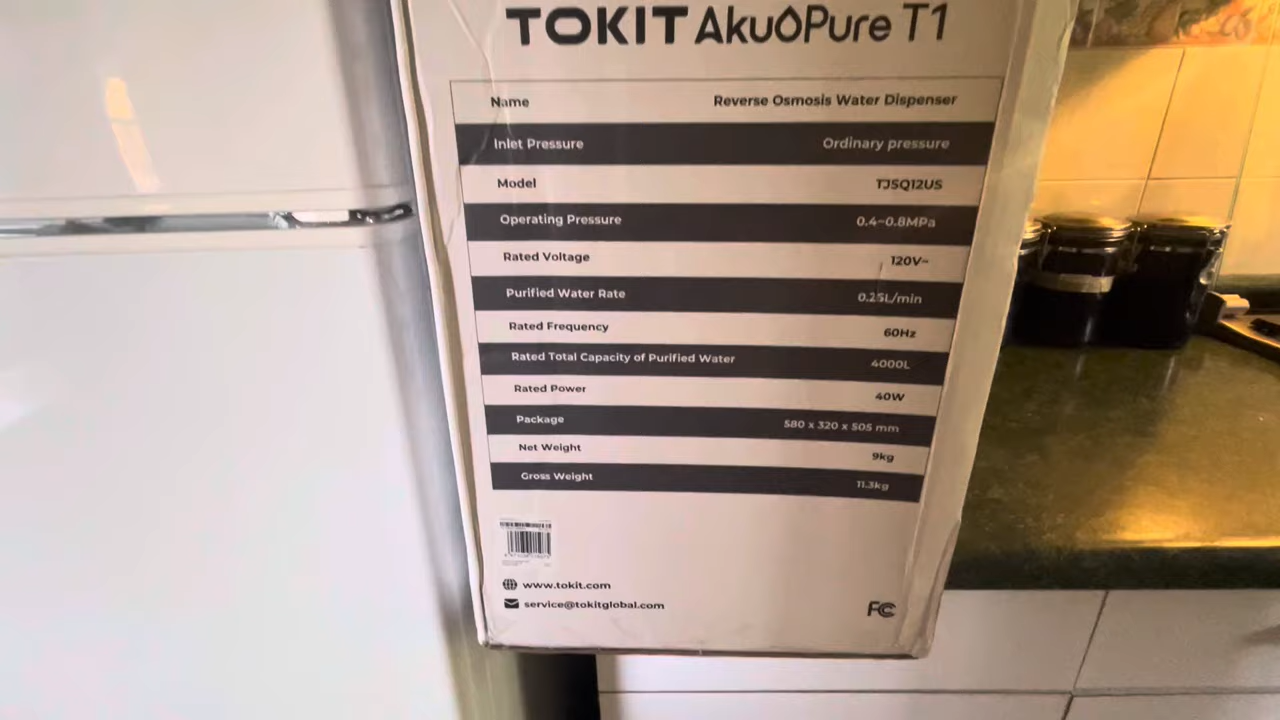 TOKIT AkuPure T1
Name Reverse Osmosis Water Dispenser
Inlet Pressure Ordinary pressure
Model TJSQ12US
Operating Pressure 0.4~0.8MPa
Rated Voltage 120V~
Purified Water Rate 0.25L/min
Rated Frequency 60Hz
Rated Total Capacity of Purified Water 4000L
Rated Power 40W
Package 580 x 320 x 505 mm
Net Weight 9kg
Gross Weight 11.3kg
www.tokit.com
service@tokitglobal.com
FC